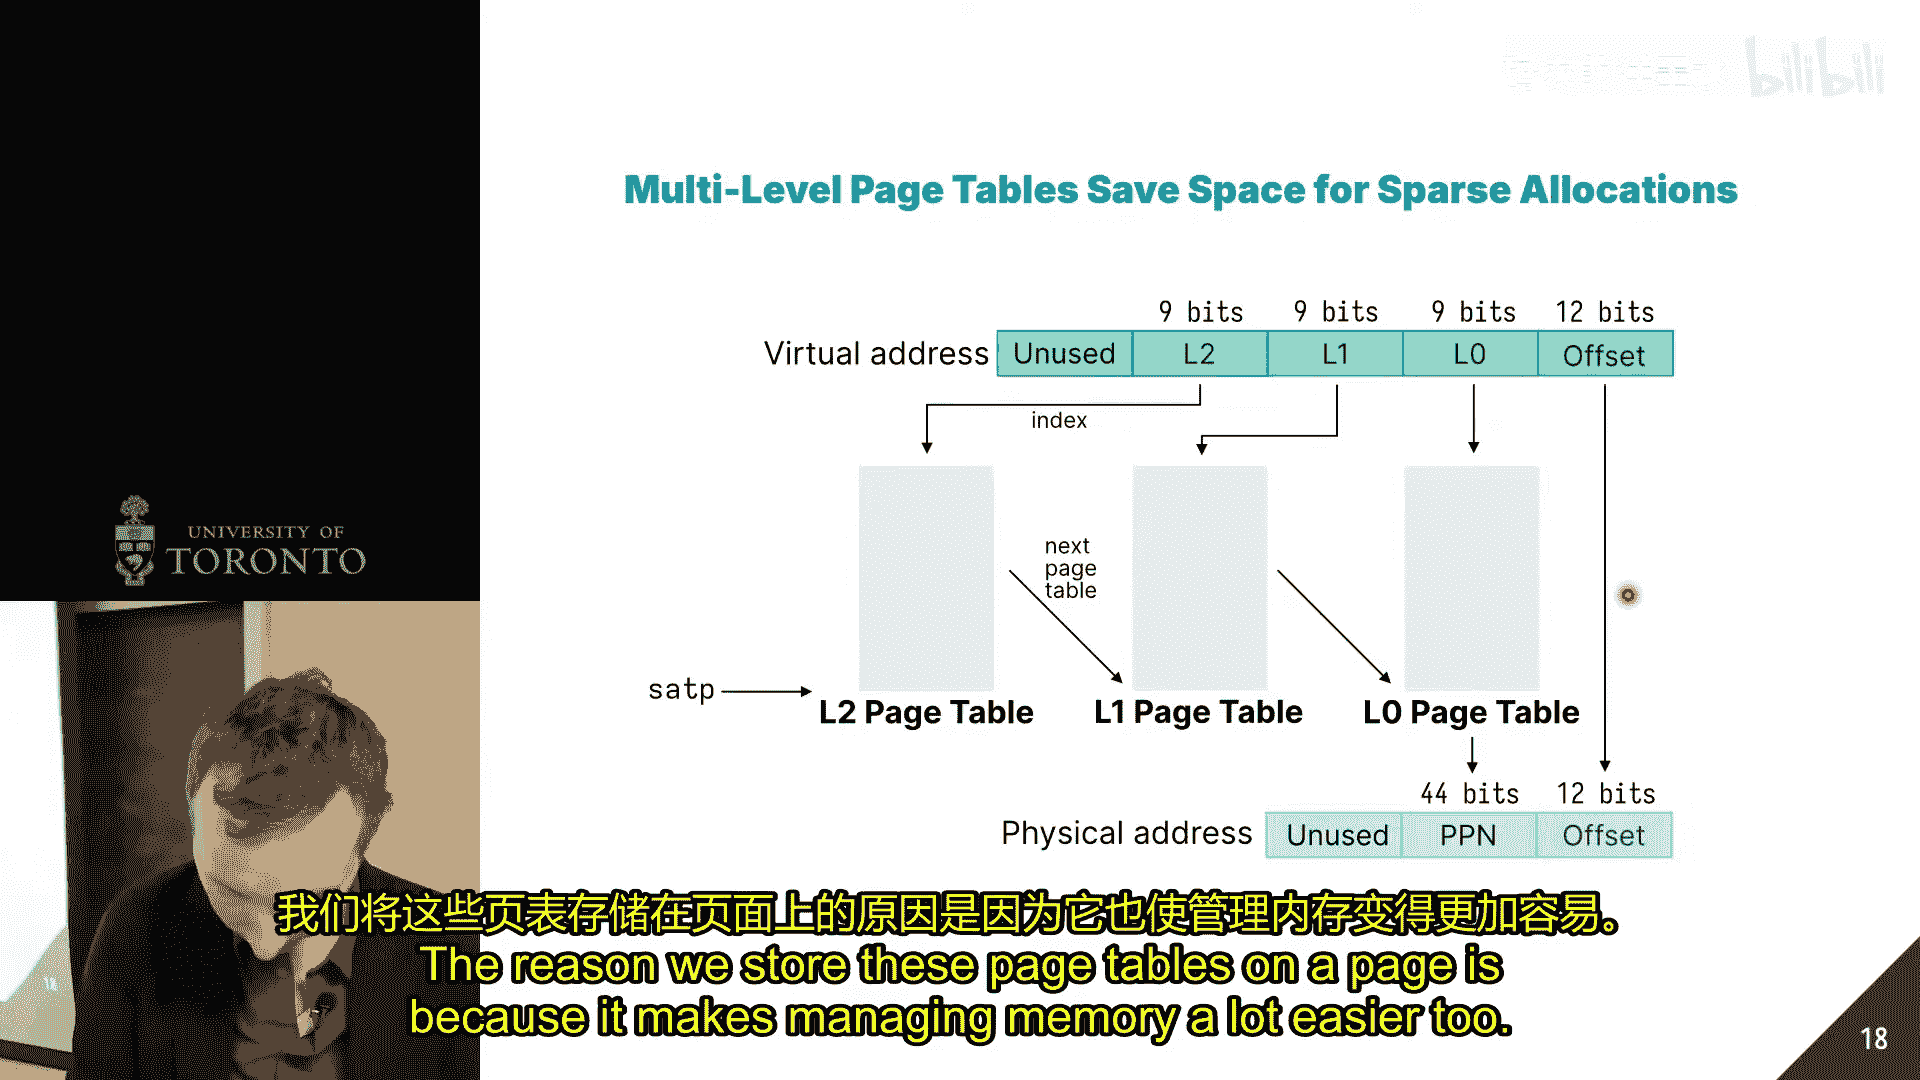 bilibili
Multi-Level Page Tables Save Space for Sparse Allocations
9 bits 9 bits 9 bits 12 bits
Virtual address Unused L2 L1 L0 Offset
index
UNIVERSITY OF
TORONTO
next
page
table
satp
L2 Page Table L1 Page Table L0 Page Table
44 bits 12 bits
Physical address Unused PPN Offset
我们将这些页表存储在页面上的原因是因为它也使管理内存变得更加容易。
The reason we store these page tables on a page is
because it makes managing memory a lot easier too.
18